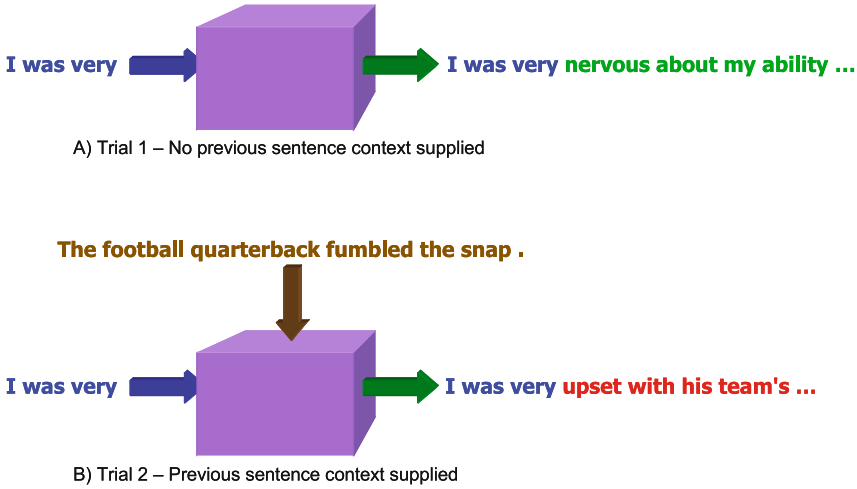 I was very I was very nervous about my ability ...
A) Trial 1 – No previous sentence context supplied
The football quarterback fumbled the snap .
I was very I was very upset with his team's ...
B) Trial 2 – Previous sentence context supplied